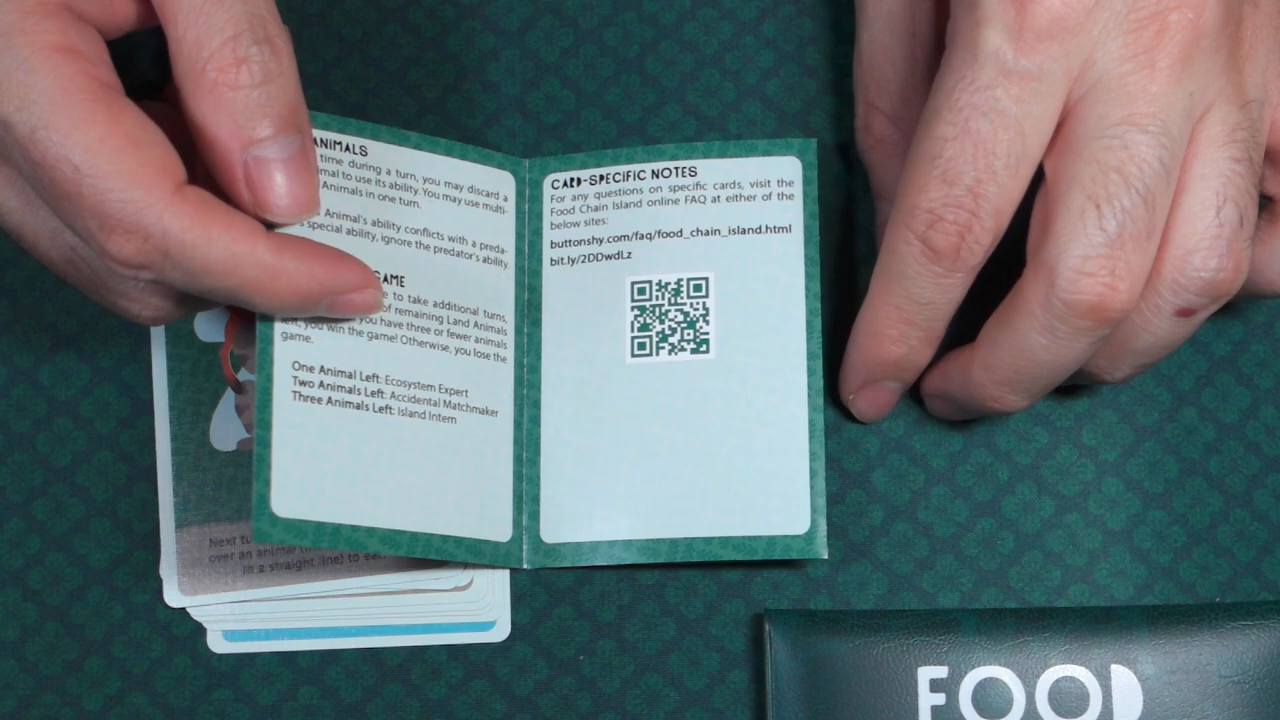 ANIMALS
time during a turn, you may discard a
to use its ability. You may use multi-
Animals in one turn.
Animal's ability conflicts with a preda-
special ability, ignore the predator's ability.
GAME
to take additional turns,
of remaining Land Animals
left, you win the game! Otherwise, you lose the
you have three or fewer animals
game.
One Animal Left: Ecosystem Expert
Two Animals Left: Accidental Matchmaker
Three Animals Left: Island Intern
CARD-SPECIFIC NOTES
For any questions on specific cards, visit the
Food Chain Island online FAQ at either of the
below sites:
buttonshy.com/faq/food_chain_island.html
bit.ly/2DDwdLz
Next
over an animal
in a straight line) to
FOOD